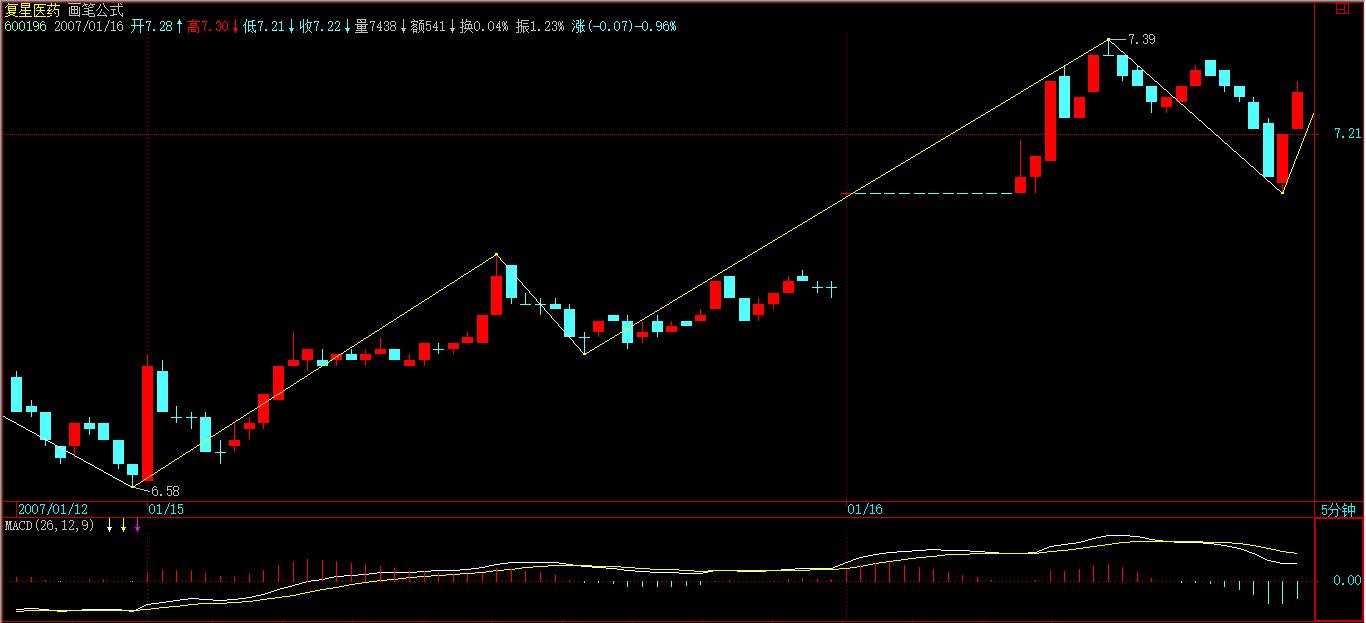 复星医药 画笔公式
600196 2007/01/16 开7.28↑高7.30↓低7.21↓收7.22↓量7438↓额541↓换0.04% 振1.23% 涨(-0.07)-0.96%
7.39
7.21
6.58
2007/01/12 01/15 01/16 5分钟
MACD(26,12,9) ↓ ↓ ↓
0.00